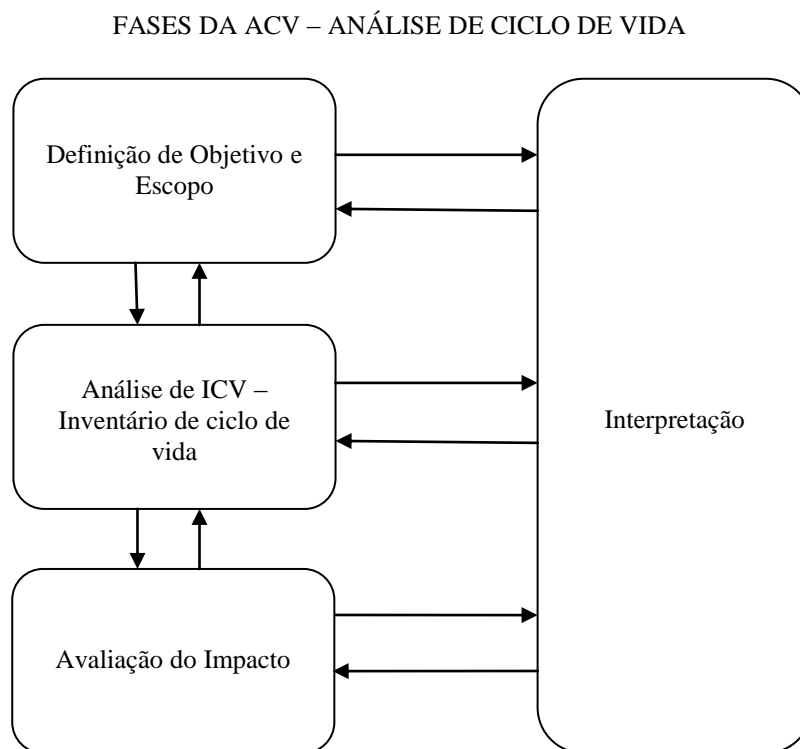 FASES DA ACV – ANÁLISE DE CICLO DE VIDA
Definição de Objetivo e
Escopo
Análise de ICV –
Inventário de ciclo de
vida
Interpretação
Avaliação do Impacto